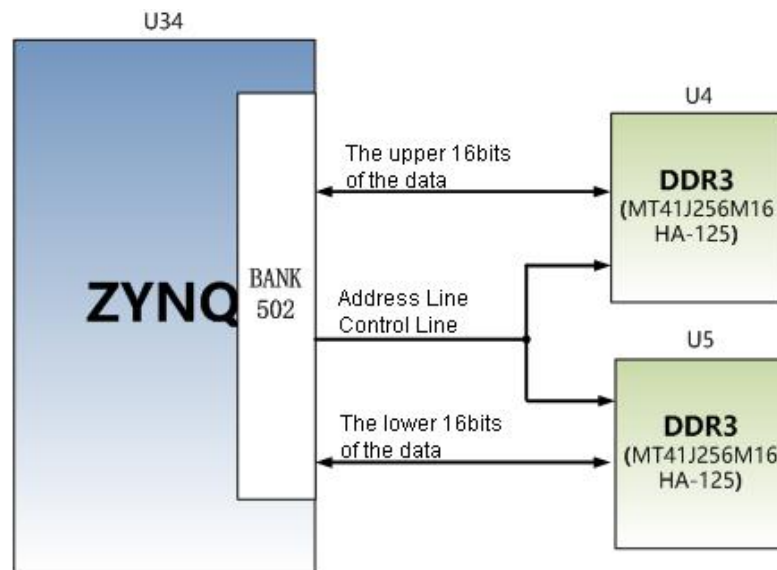 U34
U4
The upper 16bits
of the data
DDR3
(MT41J256M16
HA-125)
ZYNQ
BANK
502
Address Line
Control Line
U5
The lower 16bits
of the data
DDR3
(MT41J256M16
HA-125)